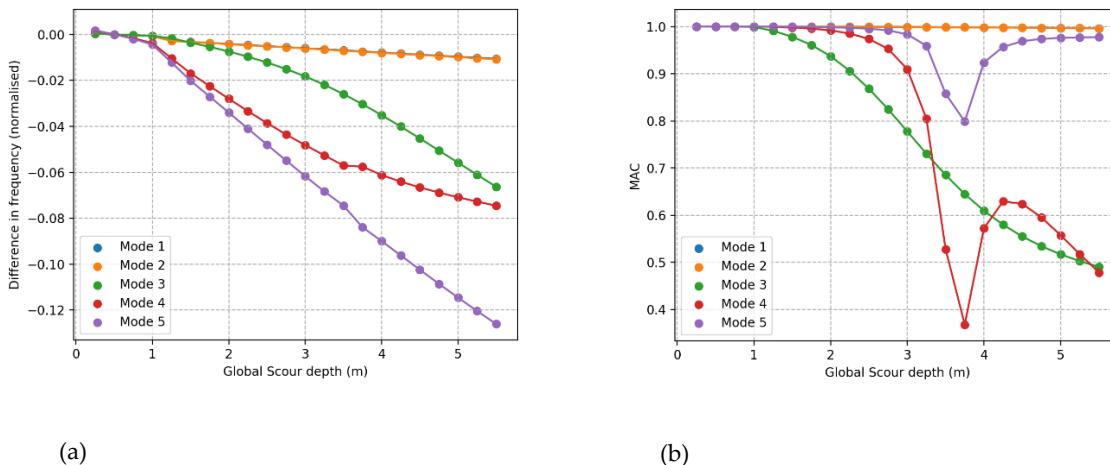 0.00
−0.02
−0.04
−0.06
−0.08
−0.10
−0.12
Difference in frequency (normalised)
Mode 1
Mode 2
Mode 3
Mode 4
Mode 5
0 1 2 3 4 5
Global Scour depth (m)
(a)
1.0
0.9
0.8
0.7
0.6
0.5
0.4
MAC
Mode 1
Mode 2
Mode 3
Mode 4
Mode 5
0 1 2 3 4 5
Global Scour depth (m)
(b)